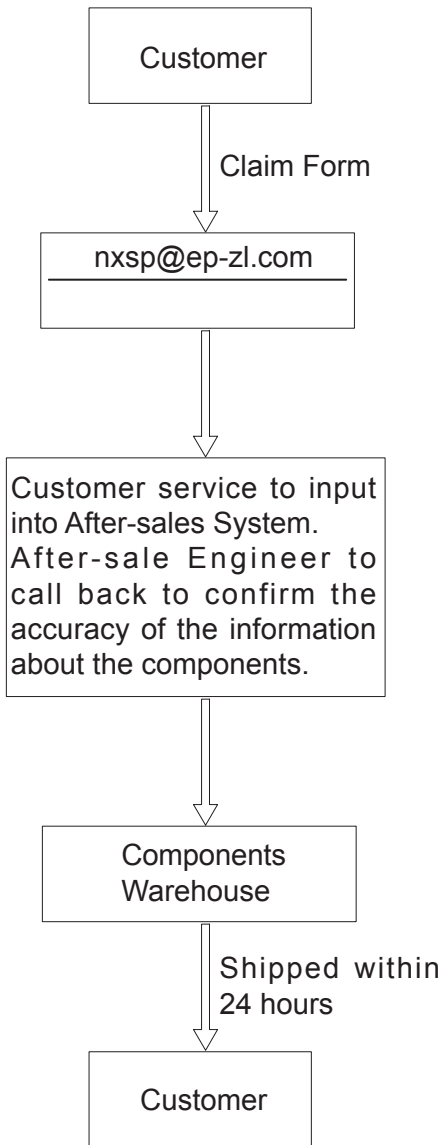 Customer
Claim Form
nxsp@ep-zl.com
Customer service to input
into After-sales System.
After-sale Engineer to
call back to confirm the
accuracy of the information
about the components.
Components
Warehouse
Shipped within
24 hours
Customer